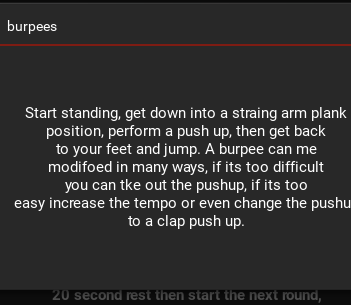 burpees
Start standing, get down into a straing arm plank
position, perform a push up, then get back
to your feet and jump. A burpee can me
modifoed in many ways, if its too difficult
you can tke out the pushup, if its too
easy increase the tempo or even change the pushu
to a clap push up.
20 second rest then start the next round,